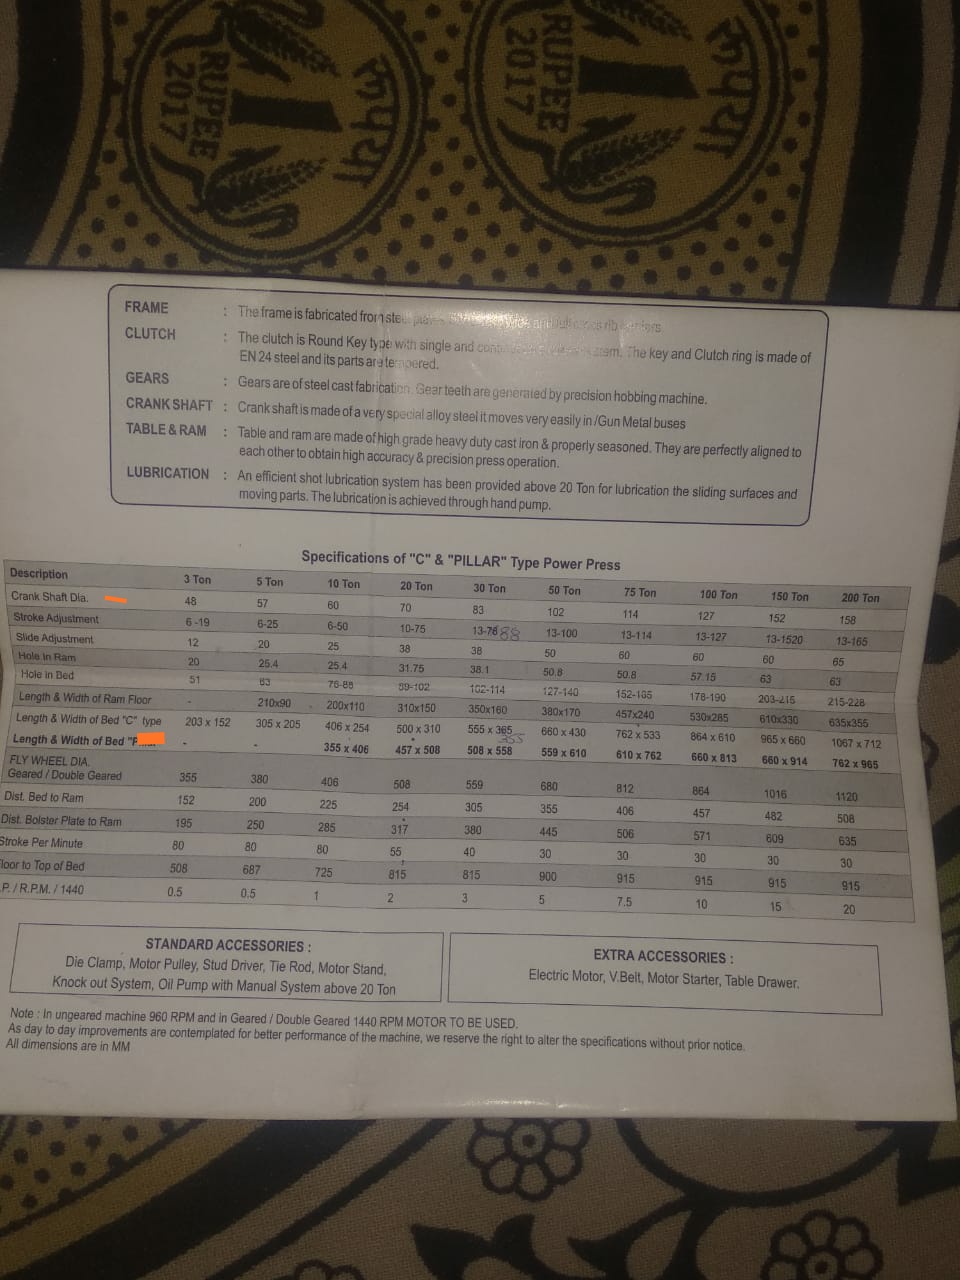 RUPEE
1
रुपया
2017
RUPEE
1
रुपया
2017
FRAME : The frame is fabricated from
CLUTCH : The clutch is Round Key type with single and The key and Clutch ring is made of
EN 24 steel and its parts are tempered.
GEARS : Gears are of steel cast fabrication. Gear teeth are generated by precision hobbing machine.
CRANK SHAFT : Crank shaft is made of a very special alloy steel it moves very easily in /Gun Metal buses
TABLE & RAM : Table and ram are made of high grade heavy duty cast iron & properly seasoned. They are perfectly aligned to
each other to obtain high accuracy & precision press operation.
LUBRICATION : An efficient shot lubrication system has been provided above 20 Ton for lubrication the sliding surfaces and
moving parts. The lubrication is achieved through hand pump.
Specifications of "C" & "PILLAR" Type Power Press
Description 3 Ton 5 Ton 10 Ton 20 Ton 30 Ton 50 Ton 75 Ton 100 Ton 150 Ton 200 Ton
Crank Shaft Dia. 48 57 60 70 83 102 114 127 152 158
Stroke Adjustment 6 -19 6-25 6-50 10-75 13-76 88 13-100 13-114 13-127 13-1520 13-165
Slide Adjustment 12 20 25 38 38 50 60 60 60 65
Hole in Ram 20 25.4 25.4 31.75 38.1 50.8 50.8 57.15 63 63
Hole in Bed 51 63 76-88 89-102 102-114 127-140 152-165 178-190 203-215 215-228
Length & Width of Ram Floor - 210x90 200x110 310x150 350x160 380x170 457x240 530x285 610x330 635x355
Length & Width of Bed "C" type 203 x 152 305 x 205 406 x 254 500 x 310 555 x 365 355 660 x 430 762 x 533 864 x 610 965 x 660 1067 x 712
Length & Width of Bed - - 355 x 406 457 x 508 508 x 558 559 x 610 610 x 762 660 x 813 660 x 914 762 x 965
FLY WHEEL DIA.
Geared / Double Geared 355 380 406 508 559 680 812 864 1016 1120
Dist. Bed to Ram 152 200 225 254 305 355 406 457 482 508
Dist. Bolster Plate to Ram 195 250 285 317 380 445 506 571 609 635
Stroke Per Minute 80 80 80 55 40 30 30 30 30 30
loor to Top of Bed 508 687 725 815 815 900 915 915 915 915
.P. / R.P.M. / 1440 0.5 0.5 1 2 3 5 7.5 10 15 20
STANDARD ACCESSORIES :
Die Clamp, Motor Pulley, Stud Driver, Tie Rod, Motor Stand,
Knock out System, Oil Pump with Manual System above 20 Ton
EXTRA ACCESSORIES :
Electric Motor, V.Belt, Motor Starter, Table Drawer.
Note : In ungeared machine 960 RPM and in Geared / Double Geared 1440 RPM MOTOR TO BE USED.
As day to day improvements are contemplated for better performance of the machine, we reserve the right to alter the specifications without prior notice.
All dimensions are in MM